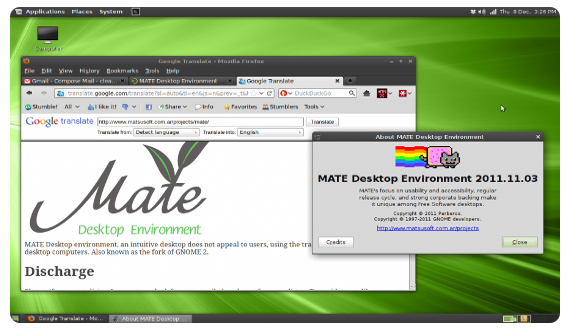 Applications Places System
Thu 8 Dec, 3:26 PM
Computer
Google Translate - Mozilla Firefox
File Edit View History Bookmarks Tools Help
Gmail - Compose Mail - clea...
MATE Desktop Environment
Google Translate
translate.google.com/translate?sl=auto&tl=en&js=n&prev=_t&
DuckDuckGo
Stumble! All I like it! Share Info Favorites Stumblers Tools
Google translate http://www.matsusoft.com.ar/projects/mate/ Translate
Translate from: Detect language Translate into: English
Mate
Desktop Environment
MATE Desktop environment, an intuitive desktop does not appeal to users, using the tra
desktop computers. Also known as the fork of GNOME 2.
Discharge
About MATE Desktop Environment
MATE Desktop Environment 2011.11.03
MATE's focus on usability and accessibility, regular
release cycle, and strong corporate backing make
it unique among Free Software desktops.
Copyright © 2011 Perberos.
Copyright © 1997-2011 GNOME developers.
http://www.matsusoft.com.ar/projects
Credits
Close
Google Translate - Mo...
About MATE Desktop ...